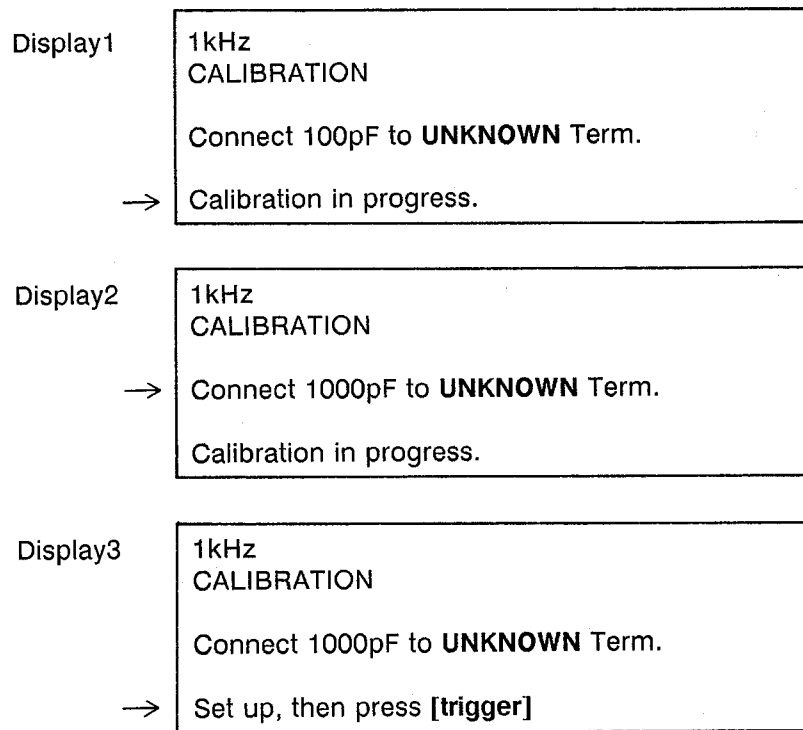 Display1
1kHz
CALIBRATION
Connect 100pF to UNKNOWN Term.
→ Calibration in progress.
Display2
1kHz
CALIBRATION
→ Connect 1000pF to UNKNOWN Term.
Calibration in progress.
Display3
1kHz
CALIBRATION
Connect 1000pF to UNKNOWN Term.
→ Set up, then press [trigger]